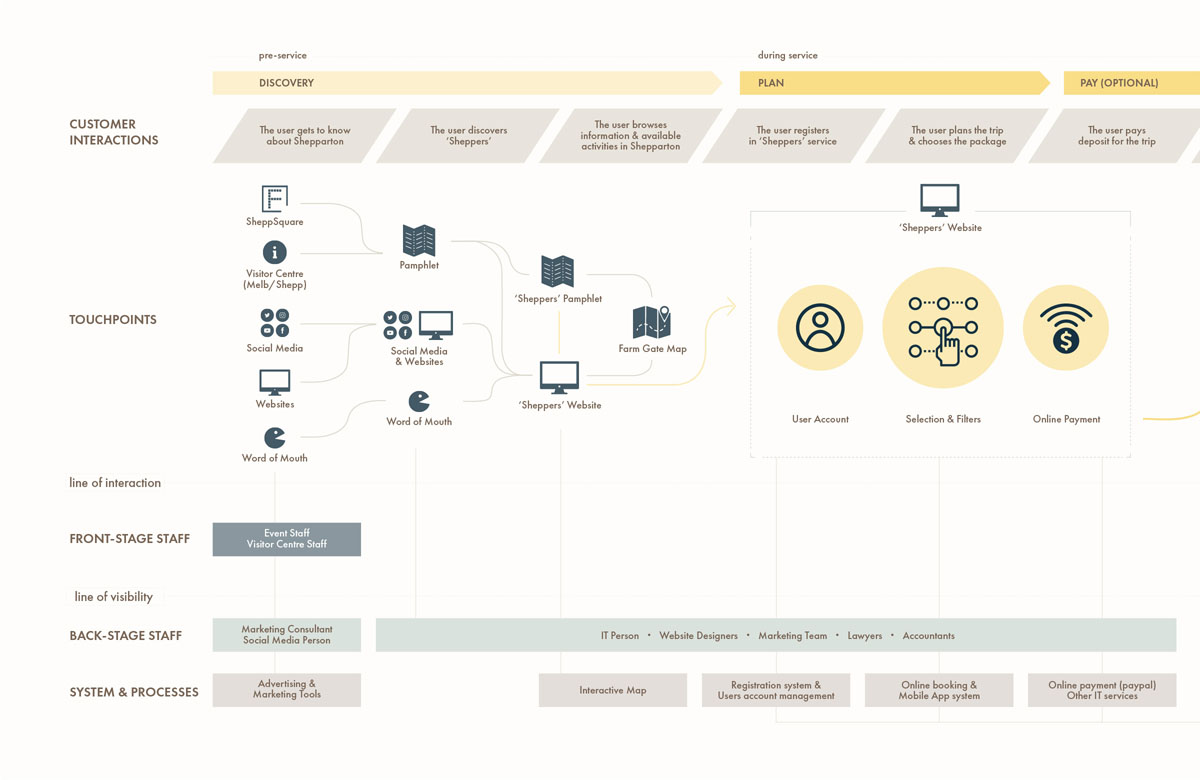 pre-service
during service
DISCOVERY
PLAN
PAY (OPTIONAL)
CUSTOMER
INTERACTIONS
The user gets to know
about Shepparton
The user discovers
‘Sheppers’
The user browses
information & available
activities in Shepparton
The user registers
in ‘Sheppers’ service
The user plans the trip
& chooses the package
The user pays
deposit for the trip
TOUCHPOINTS
SheppSquare
Visitor Centre
(Melb/Shepp)
Social Media
Websites
Word of Mouth
Pamphlet
Social Media
& Websites
Word of Mouth
‘Sheppers’ Pamphlet
Farm Gate Map
‘Sheppers’ Website
‘Sheppers’ Website
User Account
Selection & Filters
$
Online Payment
line of interaction
FRONT-STAGE STAFF
Event Staff
Visitor Centre Staff
line of visibility
BACK-STAGE STAFF
Marketing Consultant
Social Media Person
IT Person • Website Designers • Marketing Team • Lawyers • Accountants
SYSTEM & PROCESSES
Advertising &
Marketing Tools
Interactive Map
Registration system &
Users account management
Online booking &
Mobile App system
Online payment (paypal)
Other IT services